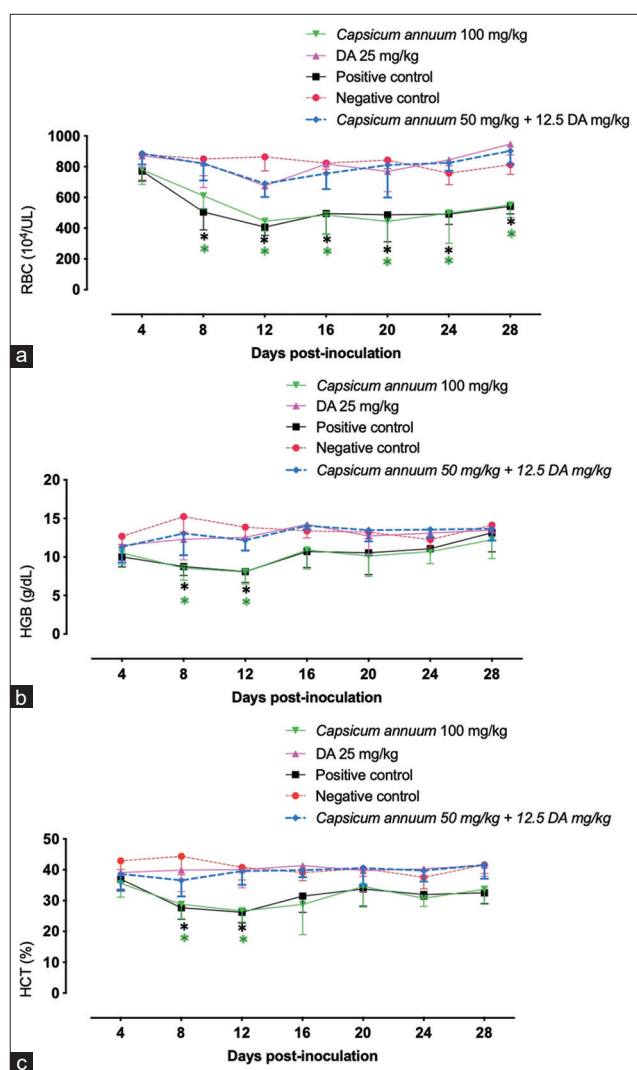 Capsicum annuum 100 mg/kg
DA 25 mg/kg
Positive control
Negative control
Capsicum annuum 50 mg/kg + 12.5 DA mg/kg
RBC (10⁴/UL)
1000
800
600
400
200
0
* * * * * *
* * * * * *
4 8 12 16 20 24 28
Days post-inoculation
a
Capsicum annuum 100 mg/kg
DA 25 mg/kg
Positive control
Negative control
Capsicum annuum 50 mg/kg + 12.5 DA mg/kg
HGB (g/dL)
20
15
10
5
0
* *
* *
4 8 12 16 20 24 28
Days post-inoculation
b
Capsicum annuum 100 mg/kg
DA 25 mg/kg
Positive control
Negative control
Capsicum annuum 50 mg/kg + 12.5 DA mg/kg
HCT (%)
50
40
30
20
10
0
* *
* *
4 8 12 16 20 24 28
Days post-inoculation
c